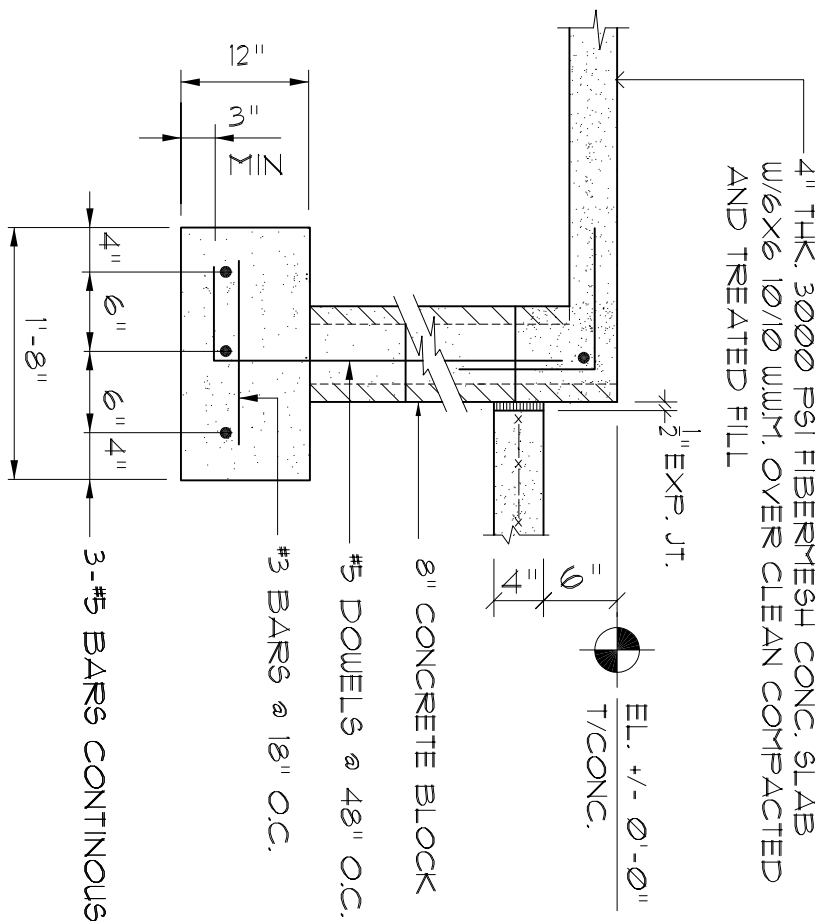 4" THK. 3000 PSI FIBERMESH CONC. SLAB
W/6X6 10/10 W.W.M. OVER CLEAN COMPACTED
AND TREATED FILL
1/2" EXP. JT.
EL. +/- 0'-0"
T/CONC.
6"
4"
8" CONCRETE BLOCK
#5 DOWELS @ 48" O.C.
#3 BARS @ 18" O.C.
3-#5 BARS CONTINOUS
12"
3"
MIN
4"
6"
6"
4"
1'-8"
X
X
X